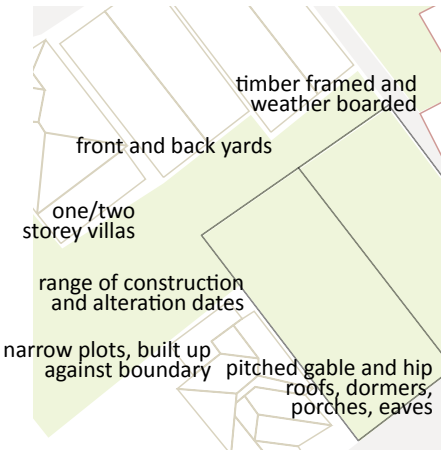 timber framed and
weather boarded
front and back yards
one/two
storey villas
range of construction
and alteration dates
narrow plots, built up
against boundary
pitched gable and hip
roofs, dormers,
porches, eaves